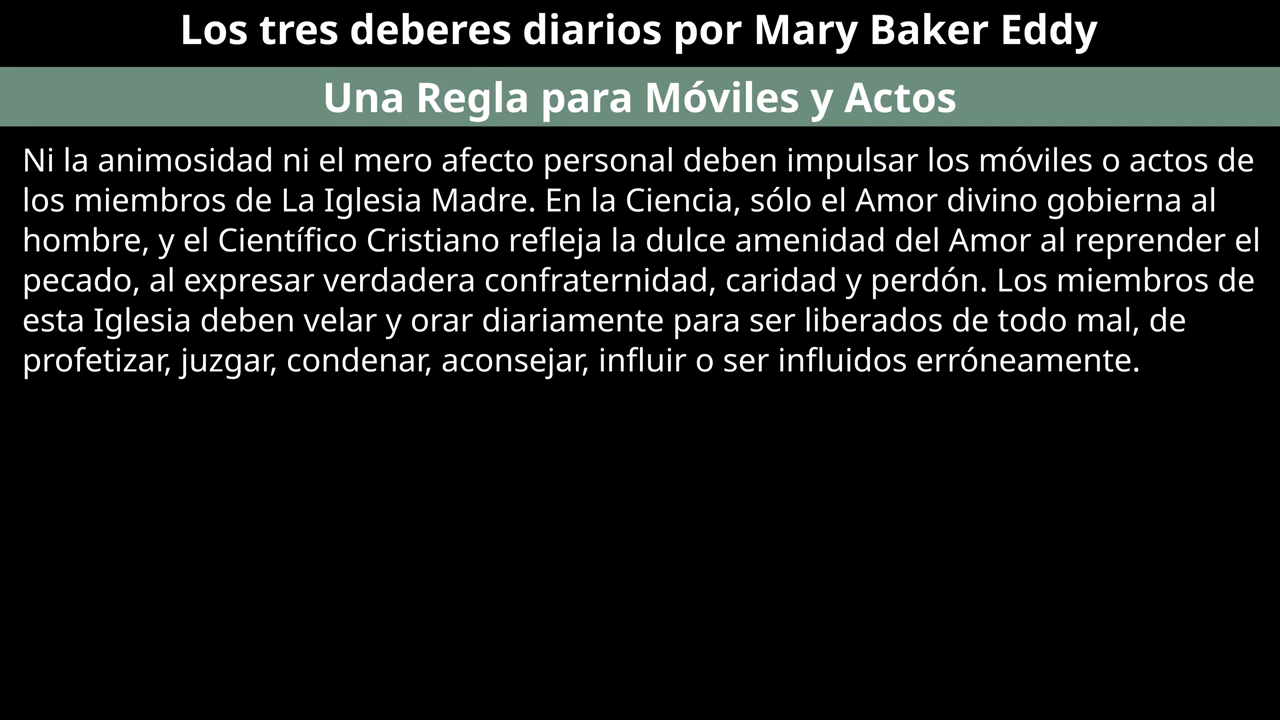 Los tres deberes diarios por Mary Baker Eddy
Una Regla para Móviles y Actos
Ni la animosidad ni el mero afecto personal deben impulsar los móviles o actos de
los miembros de La Iglesia Madre. En la Ciencia, sólo el Amor divino gobierna al
hombre, y el Científico Cristiano refleja la dulce amenidad del Amor al reprender el
pecado, al expresar verdadera confraternidad, caridad y perdón. Los miembros de
esta Iglesia deben velar y orar diariamente para ser liberados de todo mal, de
profetizar, juzgar, condenar, aconsejar, influir o ser influidos erróneamente.